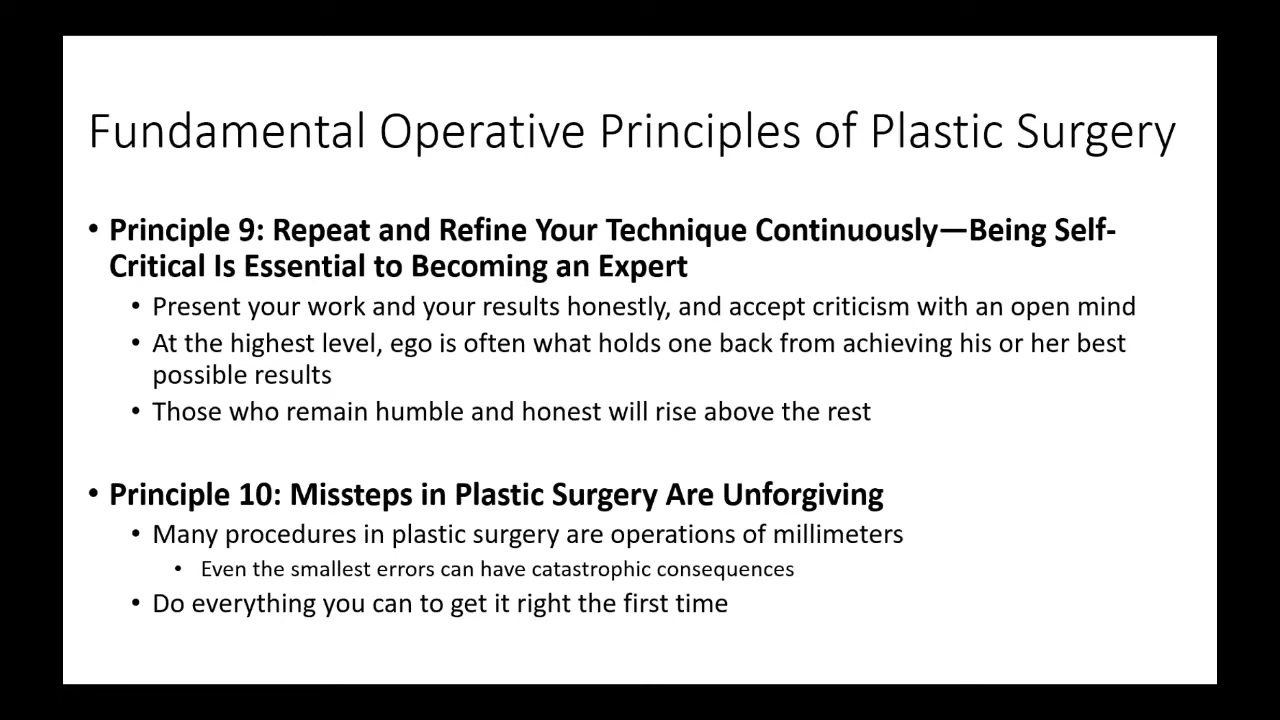 Fundamental Operative Principles of Plastic Surgery
• Principle 9: Repeat and Refine Your Technique Continuously—Being Self-
Critical Is Essential to Becoming an Expert
• Present your work and your results honestly, and accept criticism with an open mind
• At the highest level, ego is often what holds one back from achieving his or her best
possible results
• Those who remain humble and honest will rise above the rest
• Principle 10: Missteps in Plastic Surgery Are Unforgiving
• Many procedures in plastic surgery are operations of millimeters
• Even the smallest errors can have catastrophic consequences
• Do everything you can to get it right the first time